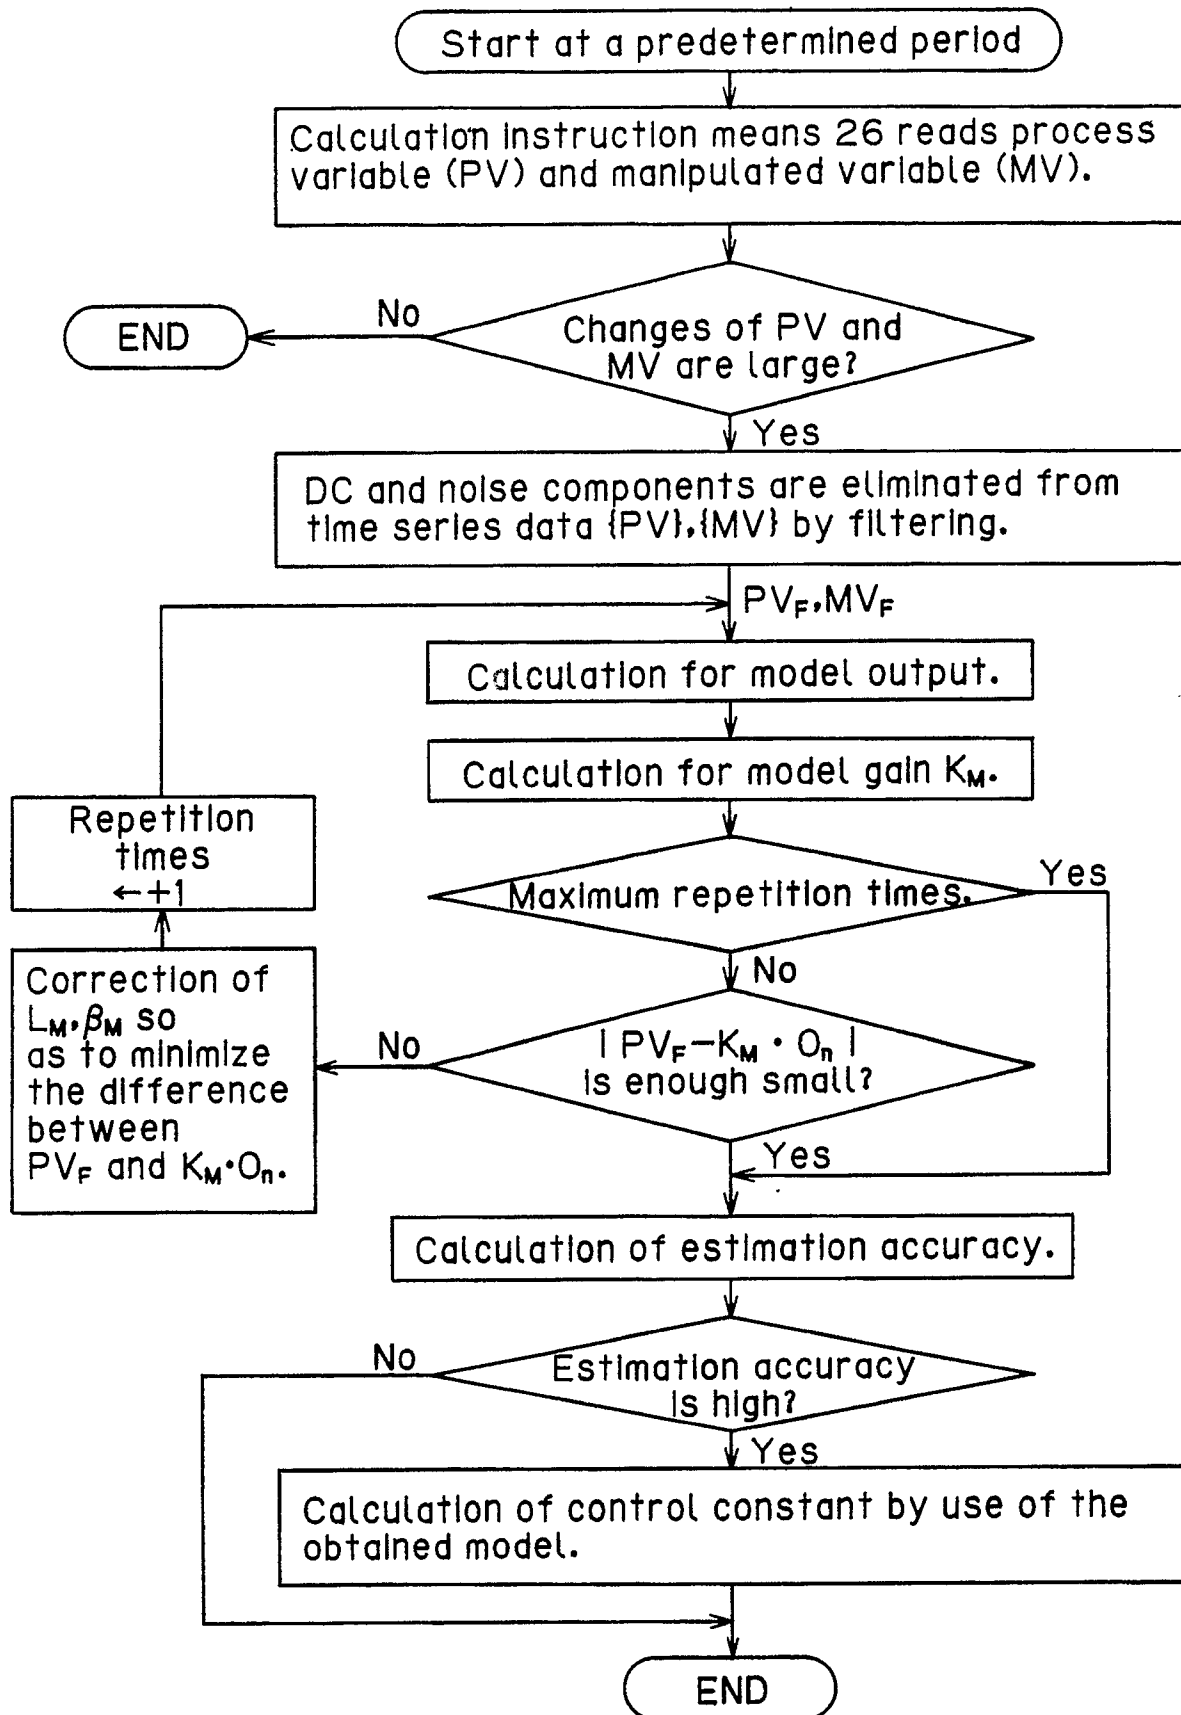 Start at a predetermined period
Calculation instruction means 26 reads process
variable (PV) and manipulated variable (MV).
No
END
Changes of PV and
MV are large?
Yes
DC and noise components are eliminated from
time series data {PV},{MV} by filtering.
PV_F,MV_F
Calculation for model output.
Calculation for model gain K_M.
Repetition
times
←+1
Maximum repetition times.
Yes
No
Correction of
L_M,β_M so
as to minimize
the difference
between
PV_F and K_M·O_n.
No
| PV_F−K_M · O_n |
is enough small?
Yes
Calculation of estimation accuracy.
No
Estimation accuracy
is high?
Yes
Calculation of control constant by use of the
obtained model.
END